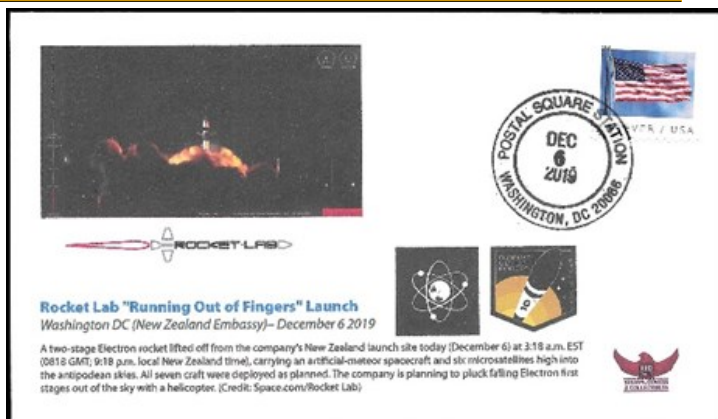 POSTAL SQUARE STATION
DEC
6
2019
WASHINGTON, DC 20066
/ USA
ROCKET LAB
10
Rocket Lab "Running Out of Fingers" Launch
Washington DC (New Zealand Embassy)– December 6 2019
A two-stage Electron rocket lifted off from the company's New Zealand launch site today (December 6) at 3:18 a.m. EST
(0818 GMT; 9:18 p.m. local New Zealand time), carrying an artificial-meteor spacecraft and six microsatellites high into
the antipodean skies. All seven craft were deployed as planned. The company is planning to pluck falling Electron first
stages out of the sky with a helicopter. (Credit: Space.com/Rocket Lab)
& COLLECTIBLES